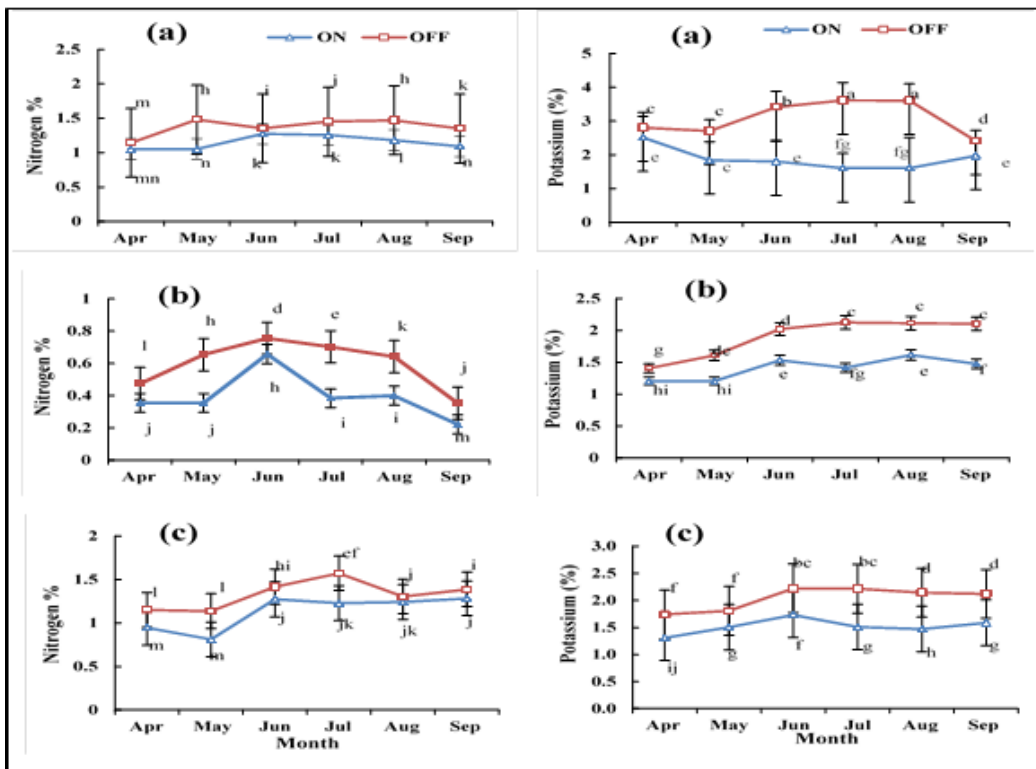 (a)
ON OFF
Nitrogen %
2.5
2
1.5
1
0.5
0
m h i j h k
mn n k k l n
Apr May Jun Jul Aug Sep
(a)
ON OFF
Potassium (%)
5
4
3
2
1
0
c c b a a d
e c c fg fg e
Apr May Jun Jul Aug Sep
(b)
Nitrogen %
1
0.8
0.6
0.4
0.2
0
l h d e k j
j j h i i m
Apr May Jun Jul Aug Sep
(b)
Potassium (%)
2.5
2
1.5
1
0.5
0
g de d c c c
hi hi e fg e f
Apr May Jun Jul Aug Sep
(c)
Nitrogen %
2
1.5
1
0.5
0
l l hi ef j i
m n j jk jk j
Apr May Jun Jul Aug Sep
Month
(c)
Potassium (%)
3.0
2.5
2.0
1.5
1.0
0.5
0.0
f f bc bc d d
ij g f g h g
Apr May Jun Jul Aug Sep
Month